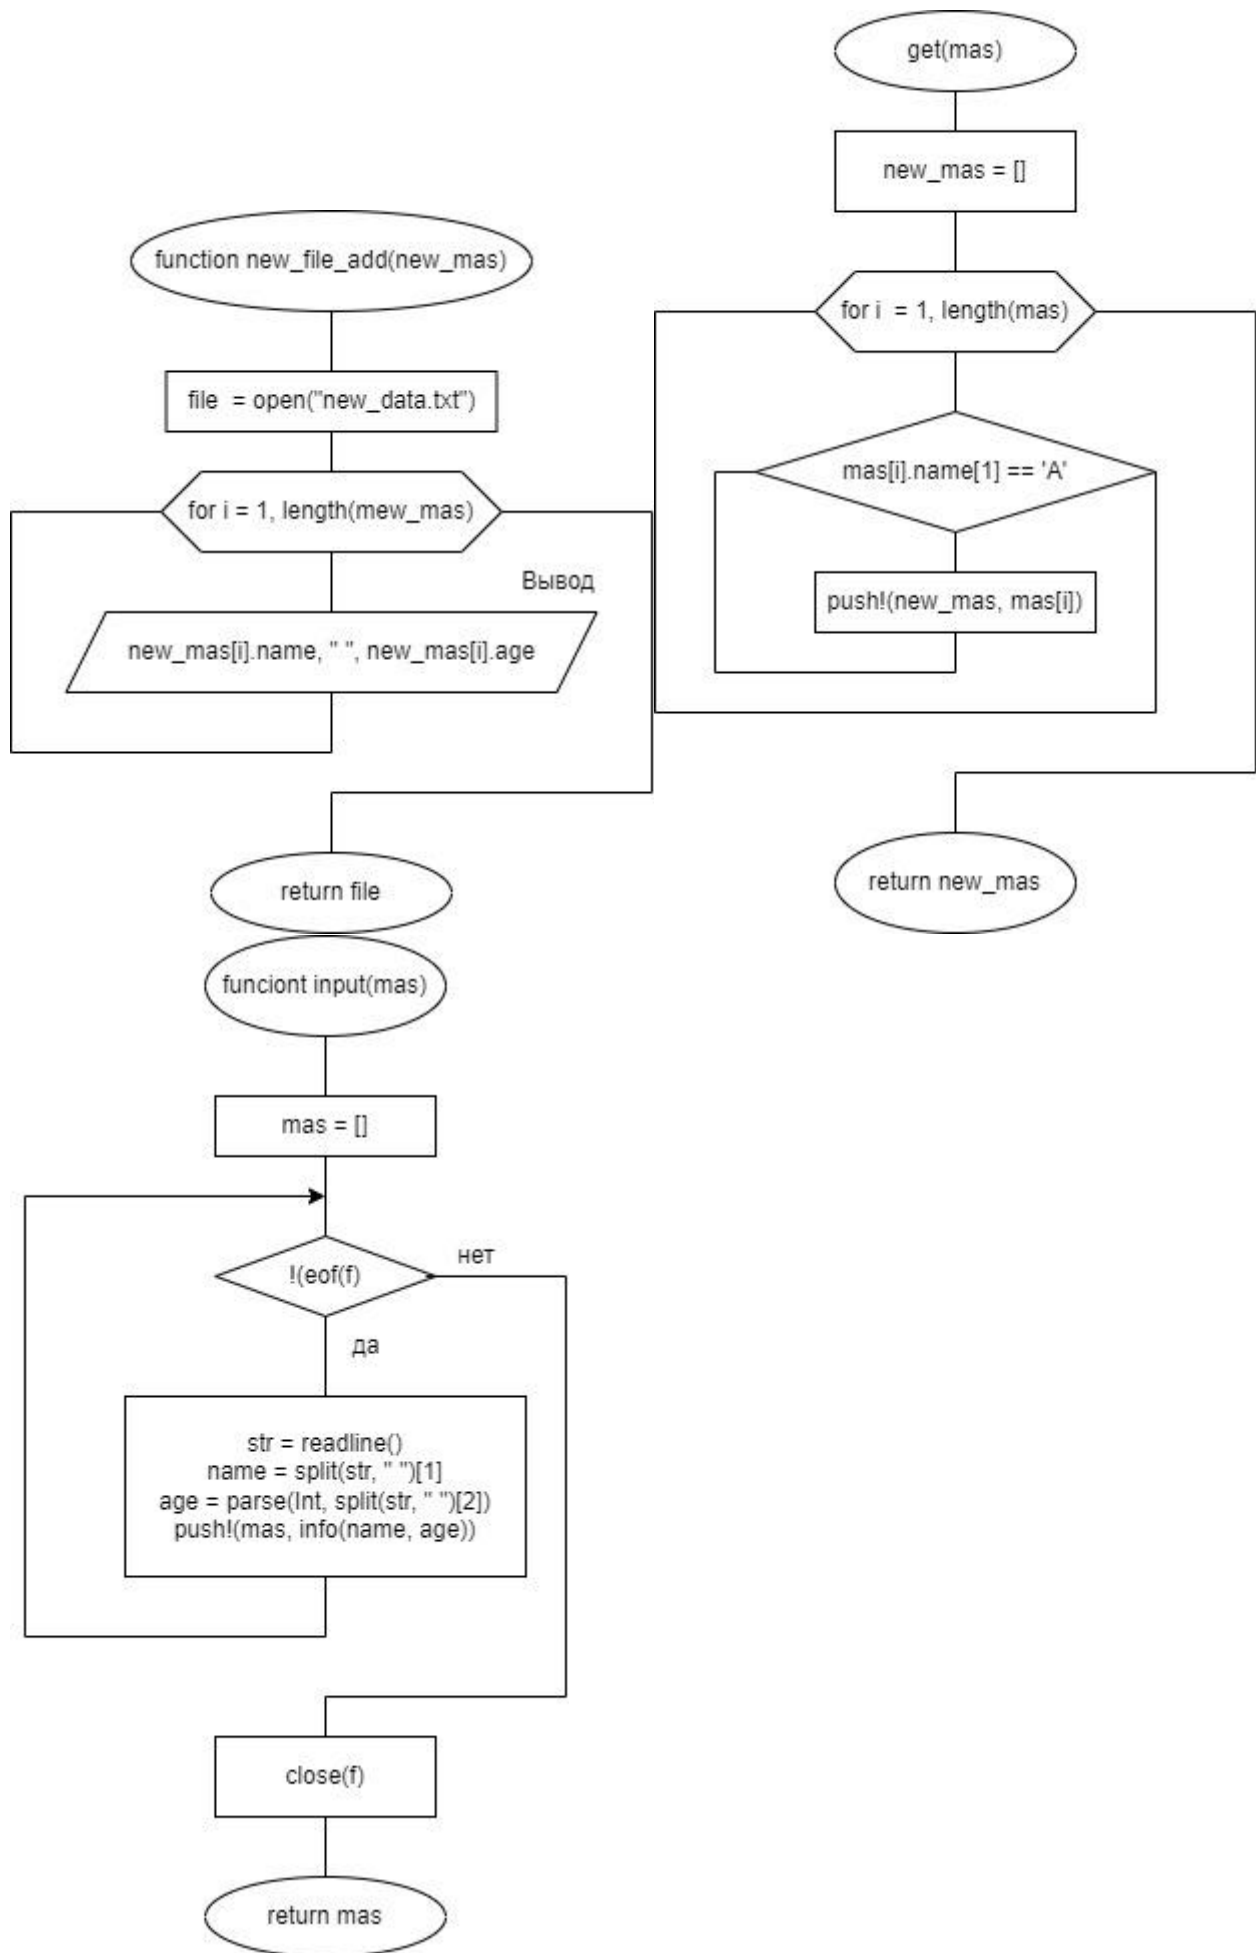 get(mas)
new_mas = []
for i  = 1, length(mas)
mas[i].name[1] == 'A'
push!(new_mas, mas[i])
return new_mas
function new_file_add(new_mas)
file  = open("new_data.txt")
for i = 1, length(mew_mas)
Вывод
new_mas[i].name, " ", new_mas[i].age
return file
funciont input(mas)
mas = []
!(eof(f)
нет
да
str = readline()
name = split(str, " ")[1]
age = parse(Int, split(str, " ")[2])
push!(mas, info(name, age))
close(f)
return mas